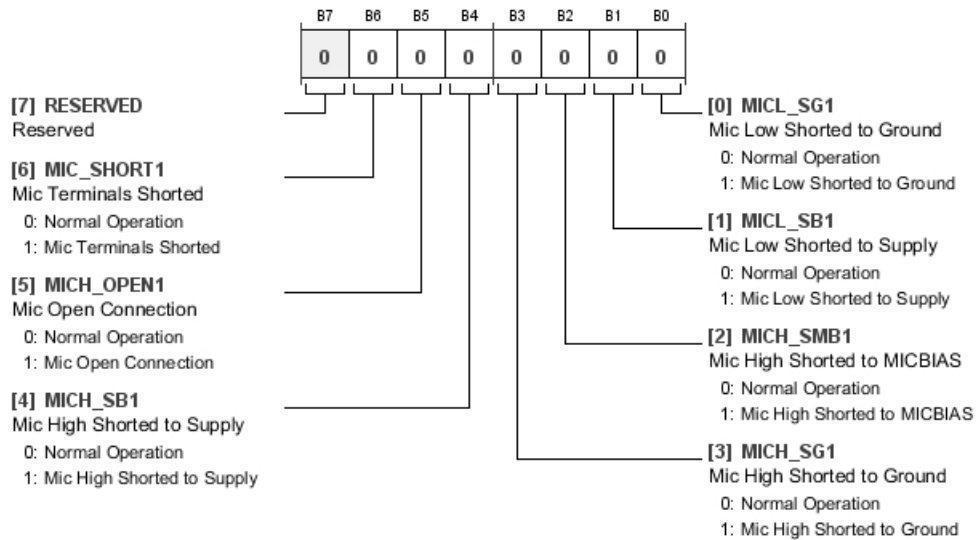 B7 B6 B5 B4 B3 B2 B1 B0
0 0 0 0 0 0 0 0
[7] RESERVED
Reserved
[6] MIC_SHORT1
Mic Terminals Shorted
0: Normal Operation
1: Mic Terminals Shorted
[5] MICH_OPEN1
Mic Open Connection
0: Normal Operation
1: Mic Open Connection
[4] MICH_SB1
Mic High Shorted to Supply
0: Normal Operation
1: Mic High Shorted to Supply
[0] MICL_SG1
Mic Low Shorted to Ground
0: Normal Operation
1: Mic Low Shorted to Ground
[1] MICL_SB1
Mic Low Shorted to Supply
0: Normal Operation
1: Mic Low Shorted to Supply
[2] MICH_SMB1
Mic High Shorted to MICBIAS
0: Normal Operation
1: Mic High Shorted to MICBIAS
[3] MICH_SG1
Mic High Shorted to Ground
0: Normal Operation
1: Mic High Shorted to Ground